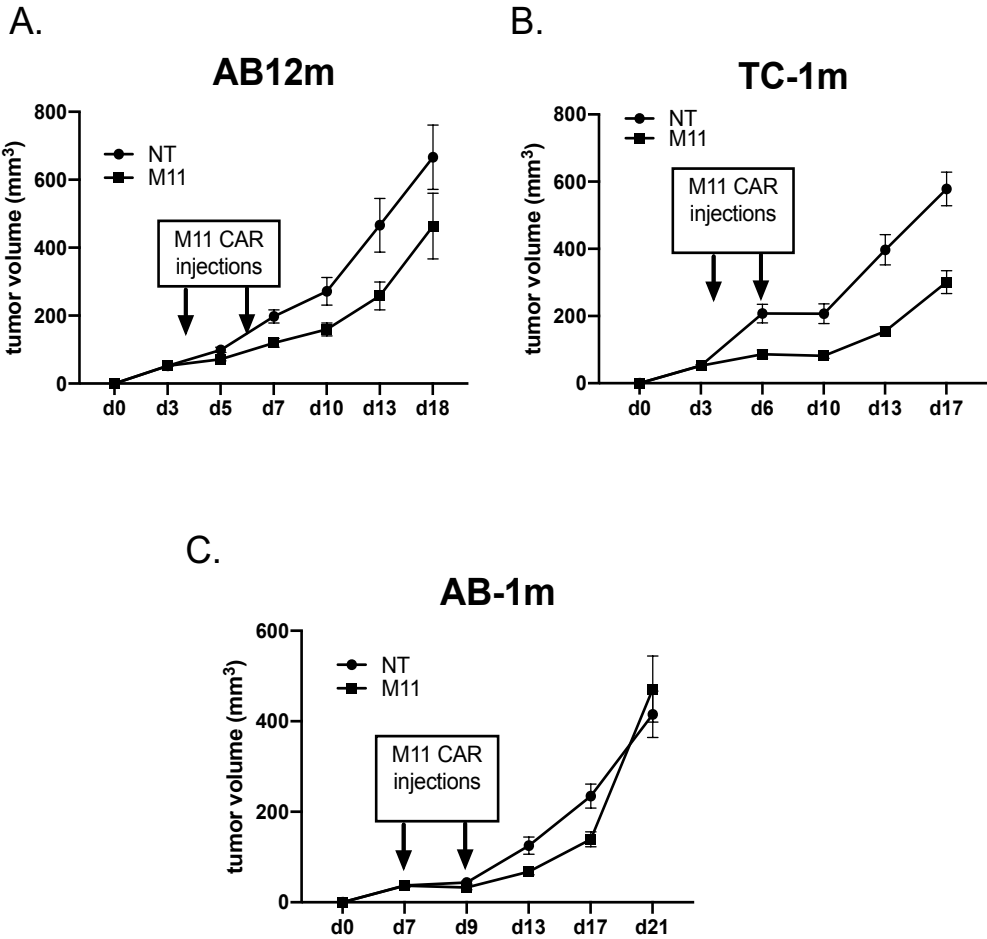 A.
AB12m
tumor volume (mm³)
800
600
400
200
0
NT
M11
M11 CAR
injections
d0 d3 d5 d7 d10 d13 d18
B.
TC-1m
tumor volume (mm³)
800
600
400
200
0
NT
M11
M11 CAR
injections
d0 d3 d6 d10 d13 d17
C.
AB-1m
tumor volume (mm³)
600
400
200
0
NT
M11
M11 CAR
injections
d0 d7 d9 d13 d17 d21